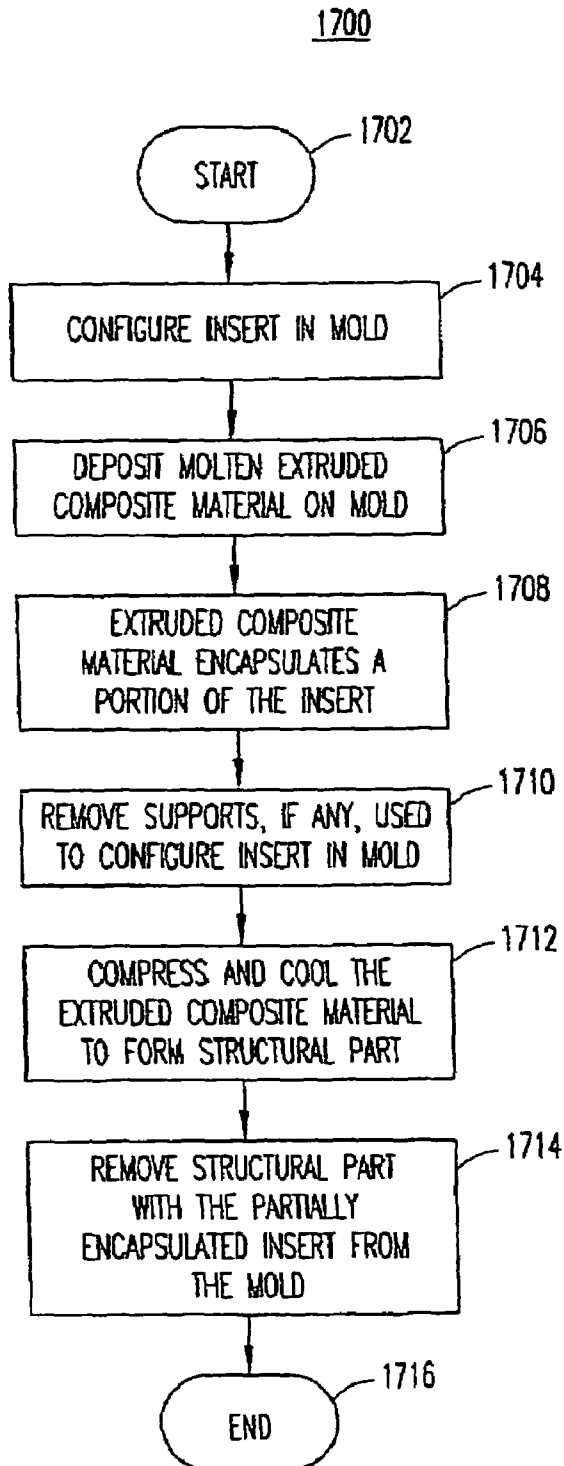 1700
1702
START
1704
CONFIGURE INSERT IN MOLD
1706
DEPOSIT MOLTEN EXTRUDED
COMPOSITE MATERIAL ON MOLD
1708
EXTRUDED COMPOSITE
MATERIAL ENCAPSULATES A
PORTION OF THE INSERT
1710
REMOVE SUPPORTS, IF ANY, USED
TO CONFIGURE INSERT IN MOLD
1712
COMPRESS AND COOL THE
EXTRUDED COMPOSITE MATERIAL
TO FORM STRUCTURAL PART
1714
REMOVE STRUCTURAL PART
WITH THE PARTIALLY
ENCAPSULATED INSERT FROM
THE MOLD
1716
END